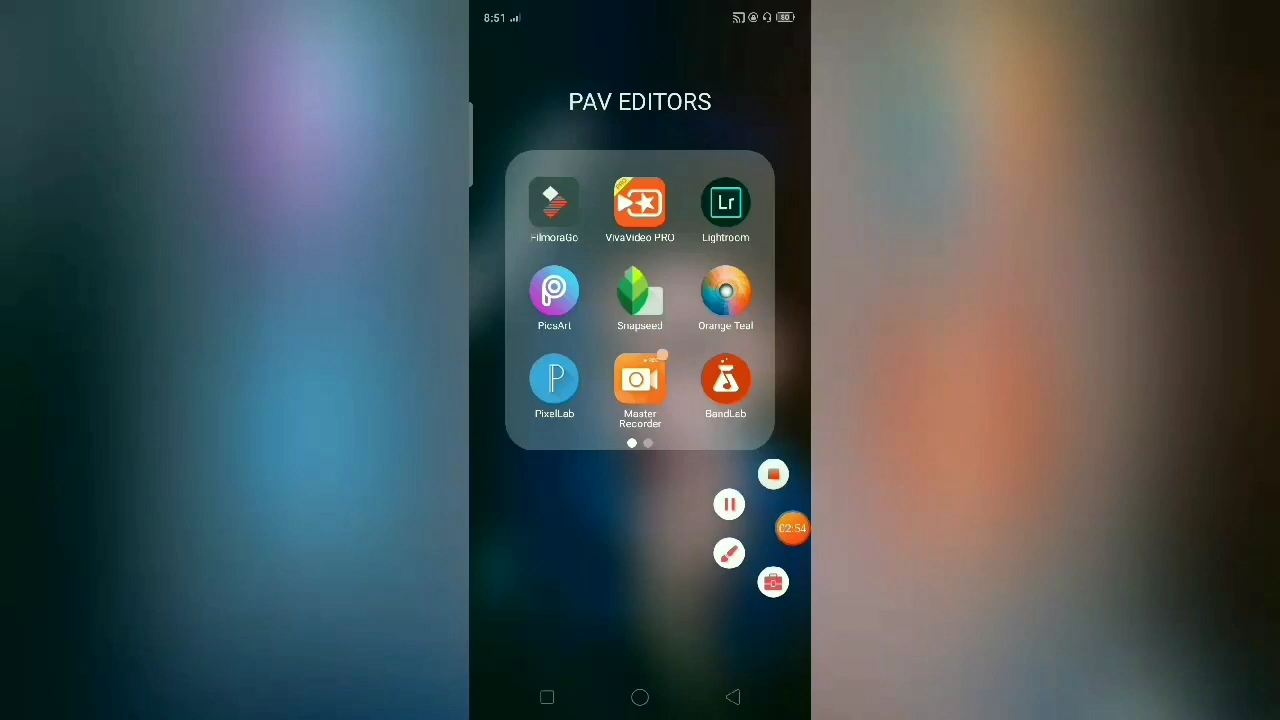 8:51
80
PAV EDITORS
FilmoraGo
VivaVideo PRO
Lr
Lightroom
PicsArt
Snapseed
Orange Teal
PixelLab
Master
Recorder
BandLab
02:54